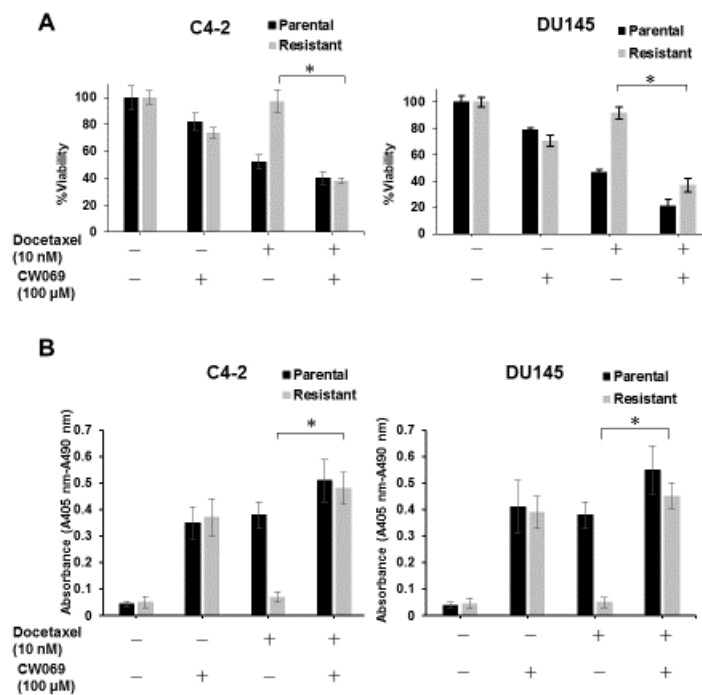 A
C4-2
Parental
Resistant
*
%Viability
100
80
60
40
20
0
Docetaxel (10 nM)
– – + +
CW069 (100 µM)
– + – +
DU145
Parental
Resistant
*
%Viability
100
80
60
40
20
0
– – + +
– + – +
B
C4-2
Parental
Resistant
*
Absorbance (A405 nm-A490 nm)
0.7
0.6
0.5
0.4
0.3
0.2
0.1
0
Docetaxel
(10 nM)
– – + +
CW069
(100 µM)
– + – +
DU145
Parental
Resistant
*
Absorbance (A405 nm-A490 nm)
0.7
0.6
0.5
0.4
0.3
0.2
0.1
0
– – + +
– + – +